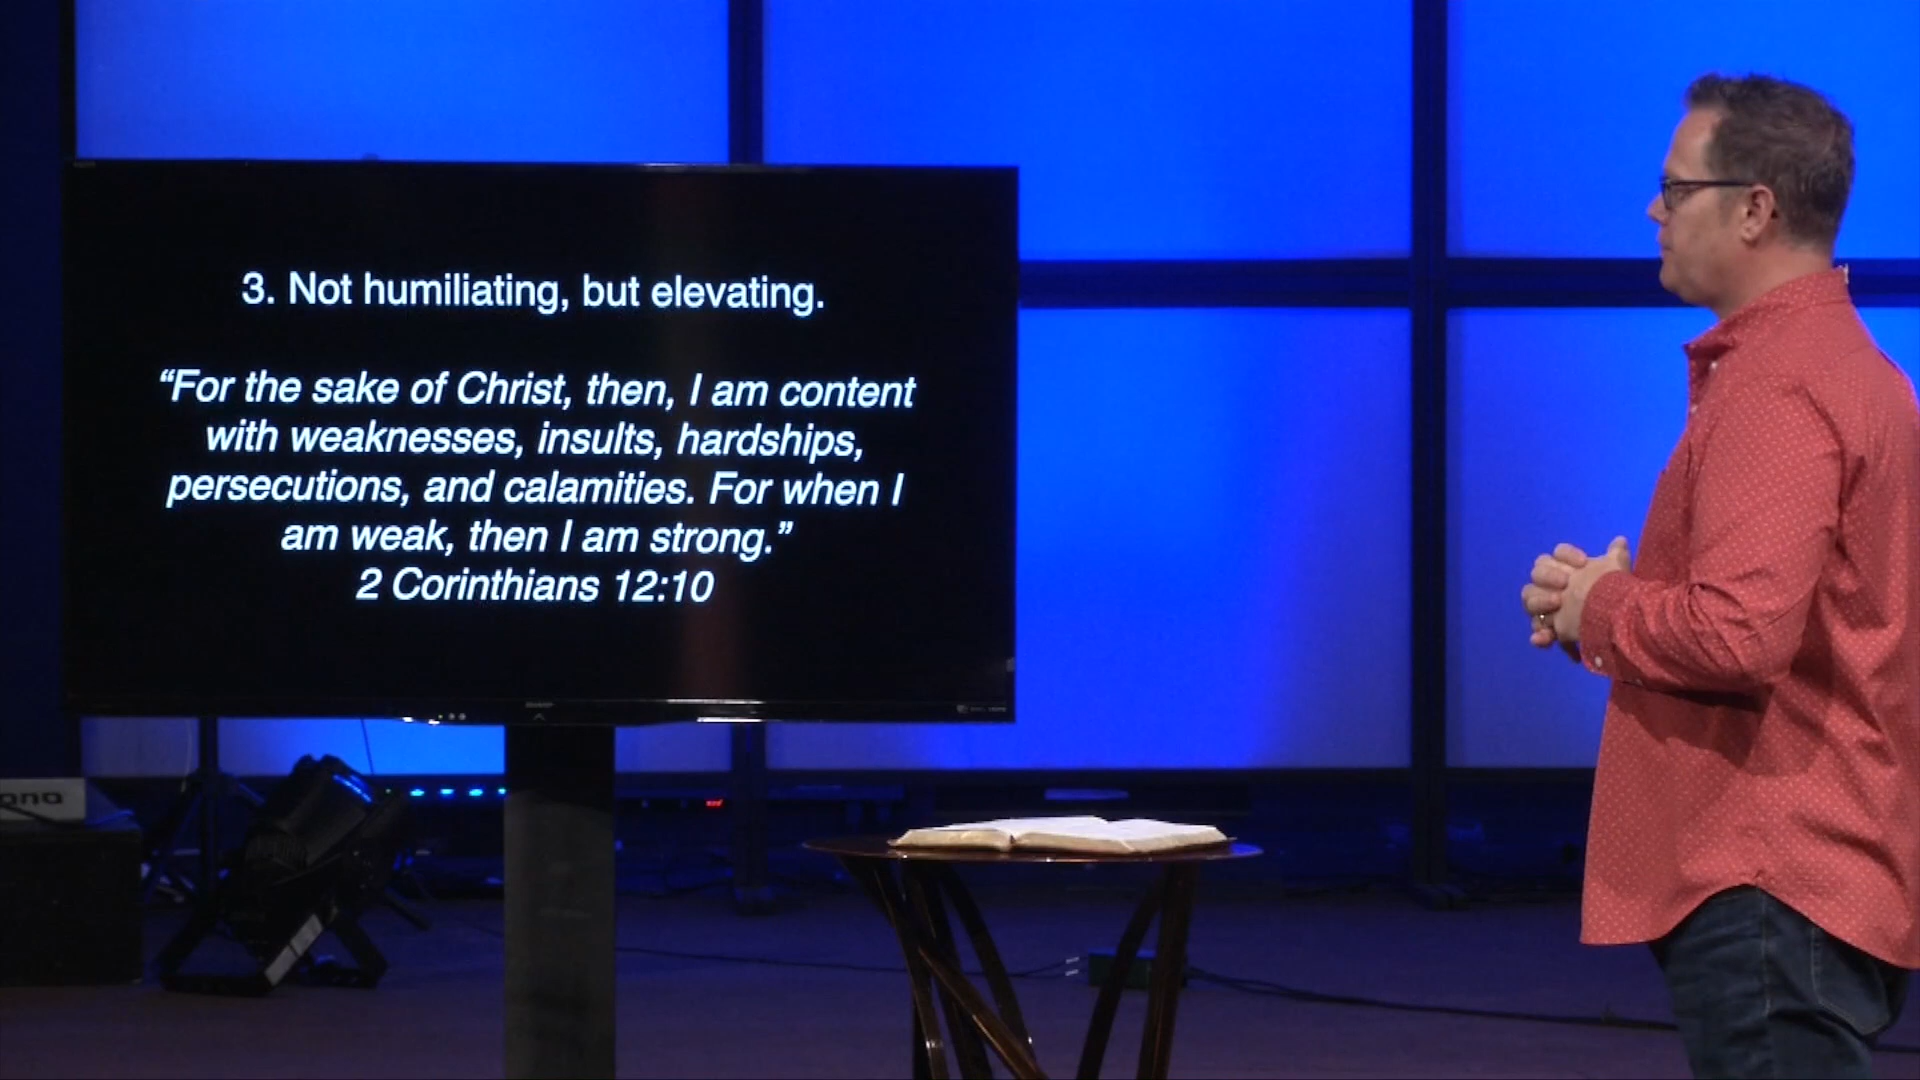 3. Not humiliating, but elevating.
“For the sake of Christ, then, I am content
with weaknesses, insults, hardships,
persecutions, and calamities. For when I
am weak, then I am strong.”
2 Corinthians 12:10
SHARP